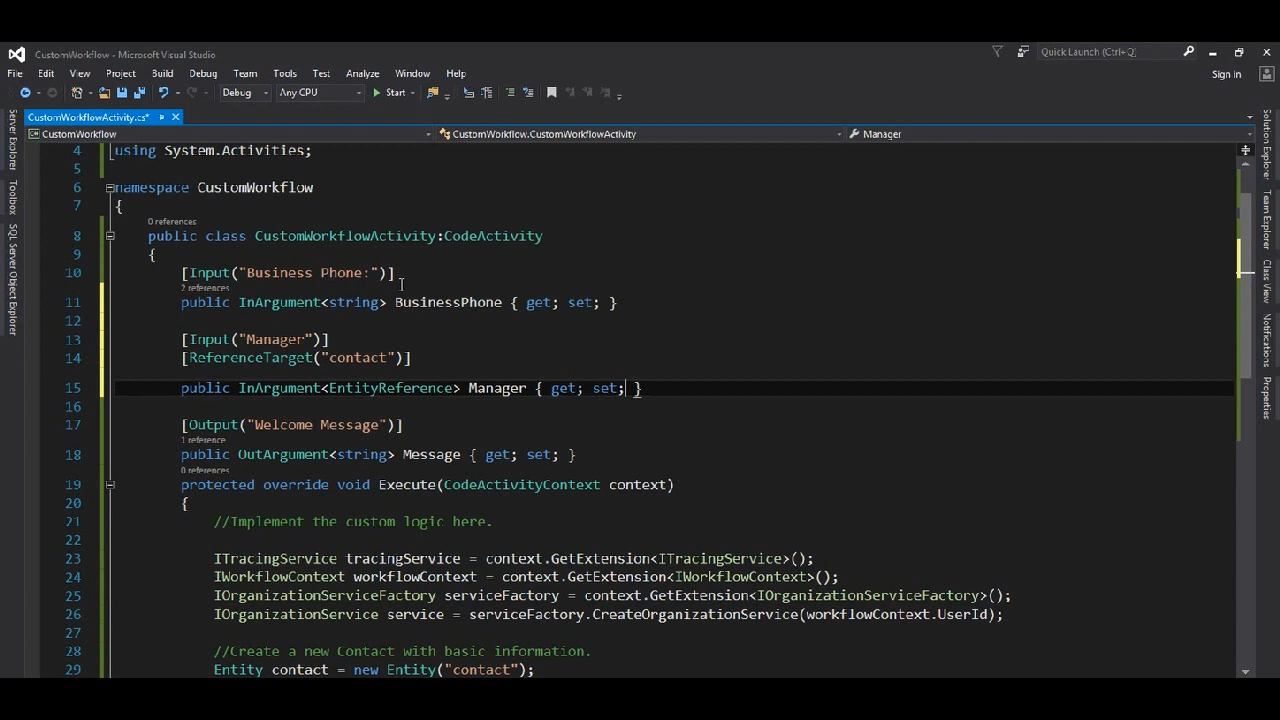 CustomWorkflow - Microsoft Visual Studio
Quick Launch (Ctrl+Q)
File Edit View Project Build Debug Team Tools Test Analyze Window Help
Sign in
Debug Any CPU Start
CustomWorkflowActivity.cs*
CustomWorkflow CustomWorkflow.CustomWorkflowActivity Manager
Server Explorer
Toolbox
SQL Server Object Explorer
Solution Explorer
Team Explorer
Class View
Notifications
Properties
4 using System.Activities;
5
6 namespace CustomWorkflow
7 {
0 references
8 public class CustomWorkflowActivity:CodeActivity
9 {
10 [Input("Business Phone:")]
2 references
11 public InArgument<string> BusinessPhone { get; set; }
12
13 [Input("Manager")]
14 [ReferenceTarget("contact")]
15 public InArgument<EntityReference> Manager { get; set; }
16
17 [Output("Welcome Message")]
1 reference
18 public OutArgument<string> Message { get; set; }
0 references
19 protected override void Execute(CodeActivityContext context)
20 {
21 //Implement the custom logic here.
22
23 ITracingService tracingService = context.GetExtension<ITracingService>();
24 IWorkflowContext workflowContext = context.GetExtension<IWorkflowContext>();
25 IOrganizationServiceFactory serviceFactory = context.GetExtension<IOrganizationServiceFactory>();
26 IOrganizationService service = serviceFactory.CreateOrganizationService(workflowContext.UserId);
27
28 //Create a new Contact with basic information.
29 Entity contact = new Entity("contact");